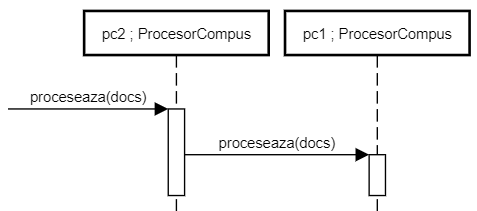 pc2 ; ProcesorCompus
pc1 ; ProcesorCompus
proceseaza(docs)
proceseaza(docs)